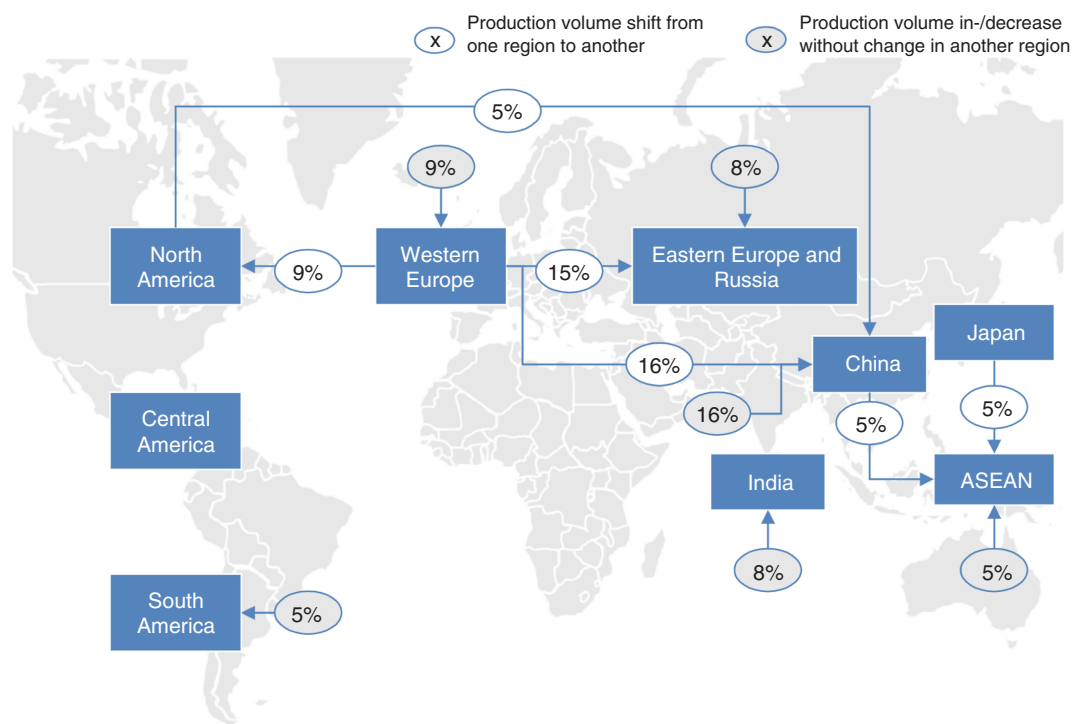 x
Production volume shift from
one region to another
x
Production volume in-/decrease
without change in another region
5%
9%
8%
North
America
9%
Western
Europe
15%
Eastern Europe and
Russia
Japan
16%
China
16%
5%
5%
Central
America
India
ASEAN
8%
5%
South
America
5%